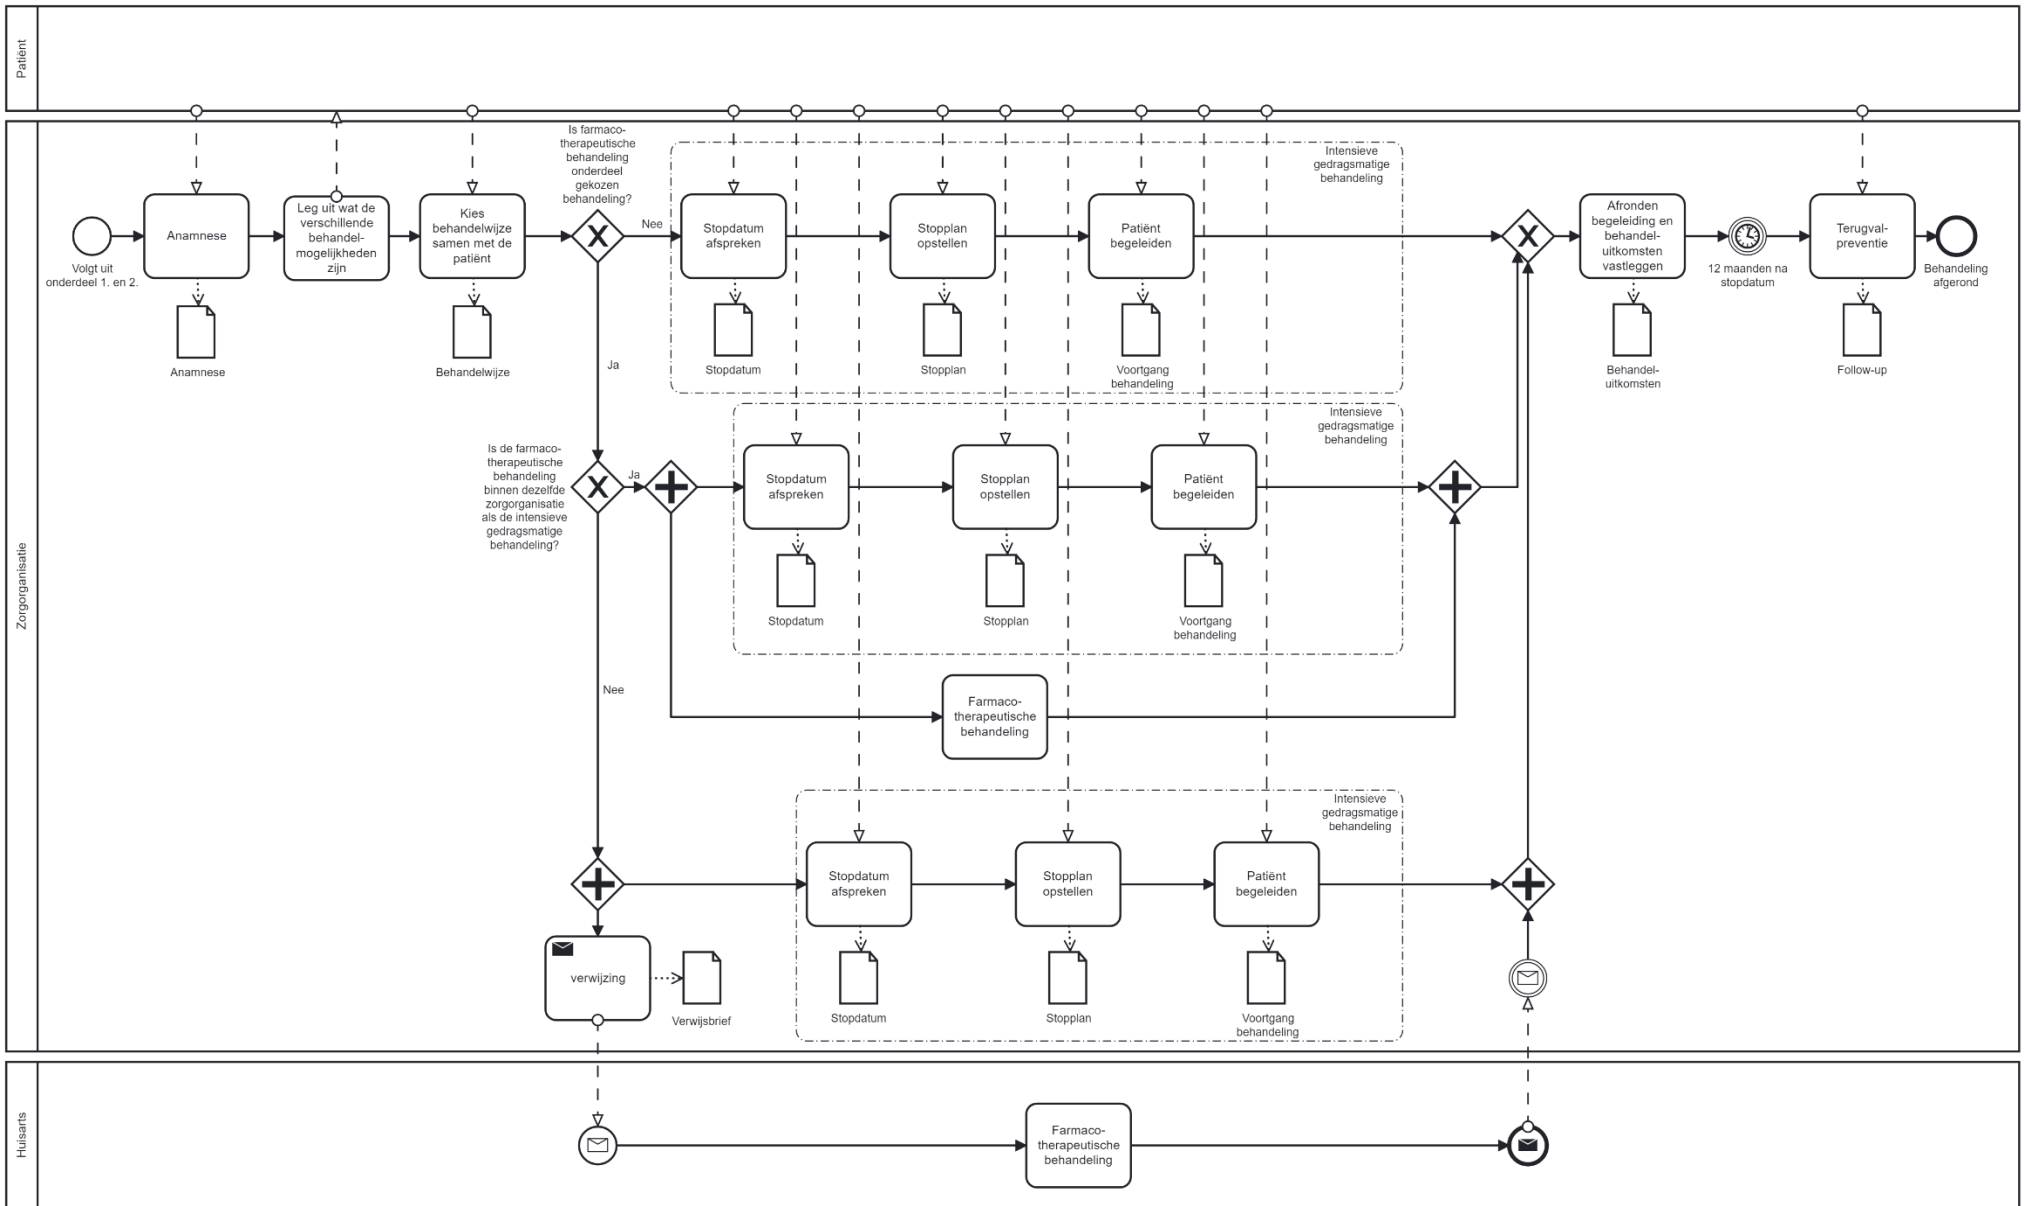 Patiënt
Zorgorganisatie
Huisarts
Volgt uit
onderdeel 1. en 2.
Anamnese
Anamnese
Leg uit wat de
verschillende
behandel-
mogelijkheden
zijn
Kies
behandelwijze
samen met de
patiënt
Behandelwijze
Is farmaco-
therapeutische
behandeling
onderdeel
gekozen
behandeling?
Nee
Ja
Intensieve
gedragsmatige
behandeling
Stopdatum
afspreken
Stopdatum
Stopplan
opstellen
Stopplan
Patiënt
begeleiden
Voortgang
behandeling
Afronden
begeleiding en
behandel-
uitkomsten
vastleggen
Behandel-
uitkomsten
12 maanden na
stopdatum
Terugval-
preventie
Follow-up
Behandeling
afgerond
Is de farmaco-
therapeutische
behandeling
binnen dezelfde
zorgorganisatie
als de intensieve
gedragsmatige
behandeling?
Ja
Nee
Intensieve
gedragsmatige
behandeling
Stopdatum
afspreken
Stopdatum
Stopplan
opstellen
Stopplan
Patiënt
begeleiden
Voortgang
behandeling
Farmaco-
therapeutische
behandeling
Intensieve
gedragsmatige
behandeling
Stopdatum
afspreken
Stopdatum
Stopplan
opstellen
Stopplan
Patiënt
begeleiden
Voortgang
behandeling
verwijzing
Verwijsbrief
Farmaco-
therapeutische
behandeling